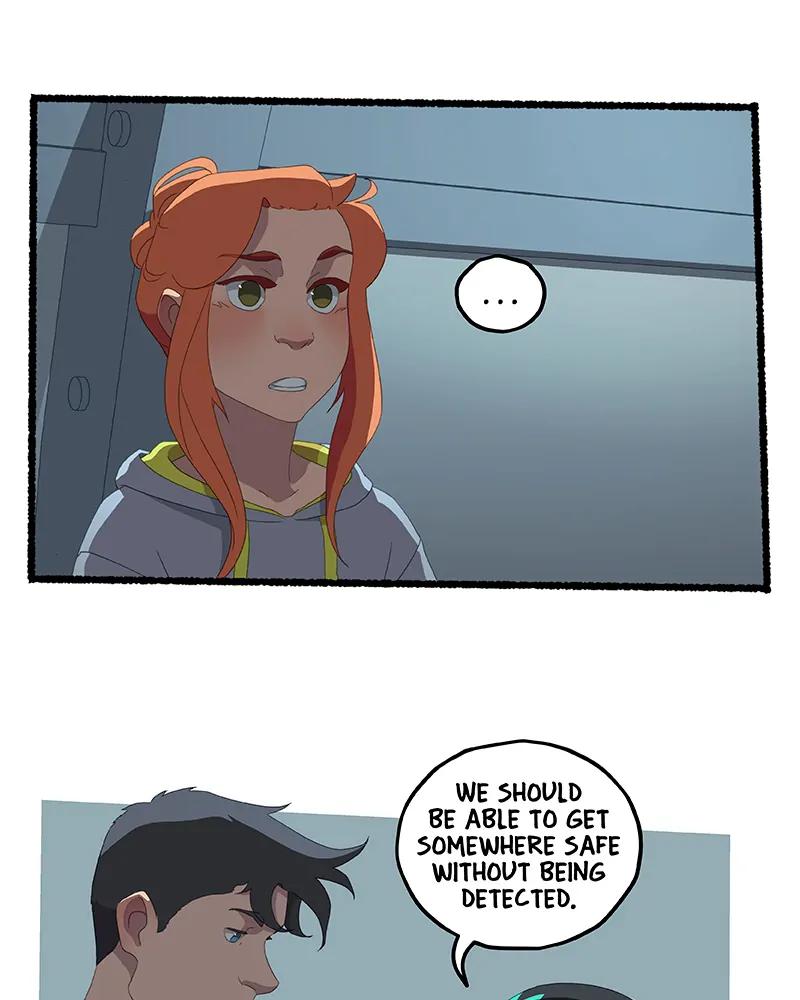 ...
WE SHOULD
BE ABLE TO GET
SOMEWHERE SAFE
WITHOUT BEING
DETECTED.